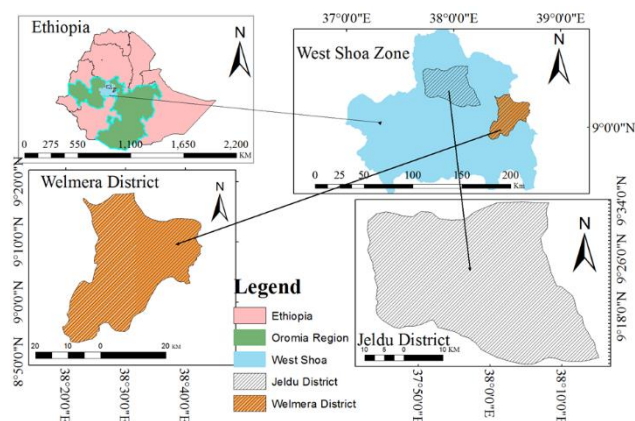 Ethiopia
N
0 275 550 1,100 1,650 2,200
KM
37°0'0"E 38°0'0"E 39°0'0"E
West Shoa Zone
N
9°0'0"N
0 25 50 100 150 200
Km
Welmera District
N
9°20'0"N
9°10'0"N
9°0'0"N
8°50'0"N
20 10 0 20 KM
38°20'0"E 38°30'0"E 38°40'0"E
Legend
Ethiopia
Oromia Region
West Shoa
Jeldu District
Welmera District
N
9°34'0"N
9°26'0"N
9°18'0"N
Jeldu District
10 5 0 10 KM
37°50'0"E 38°0'0"E 38°10'0"E